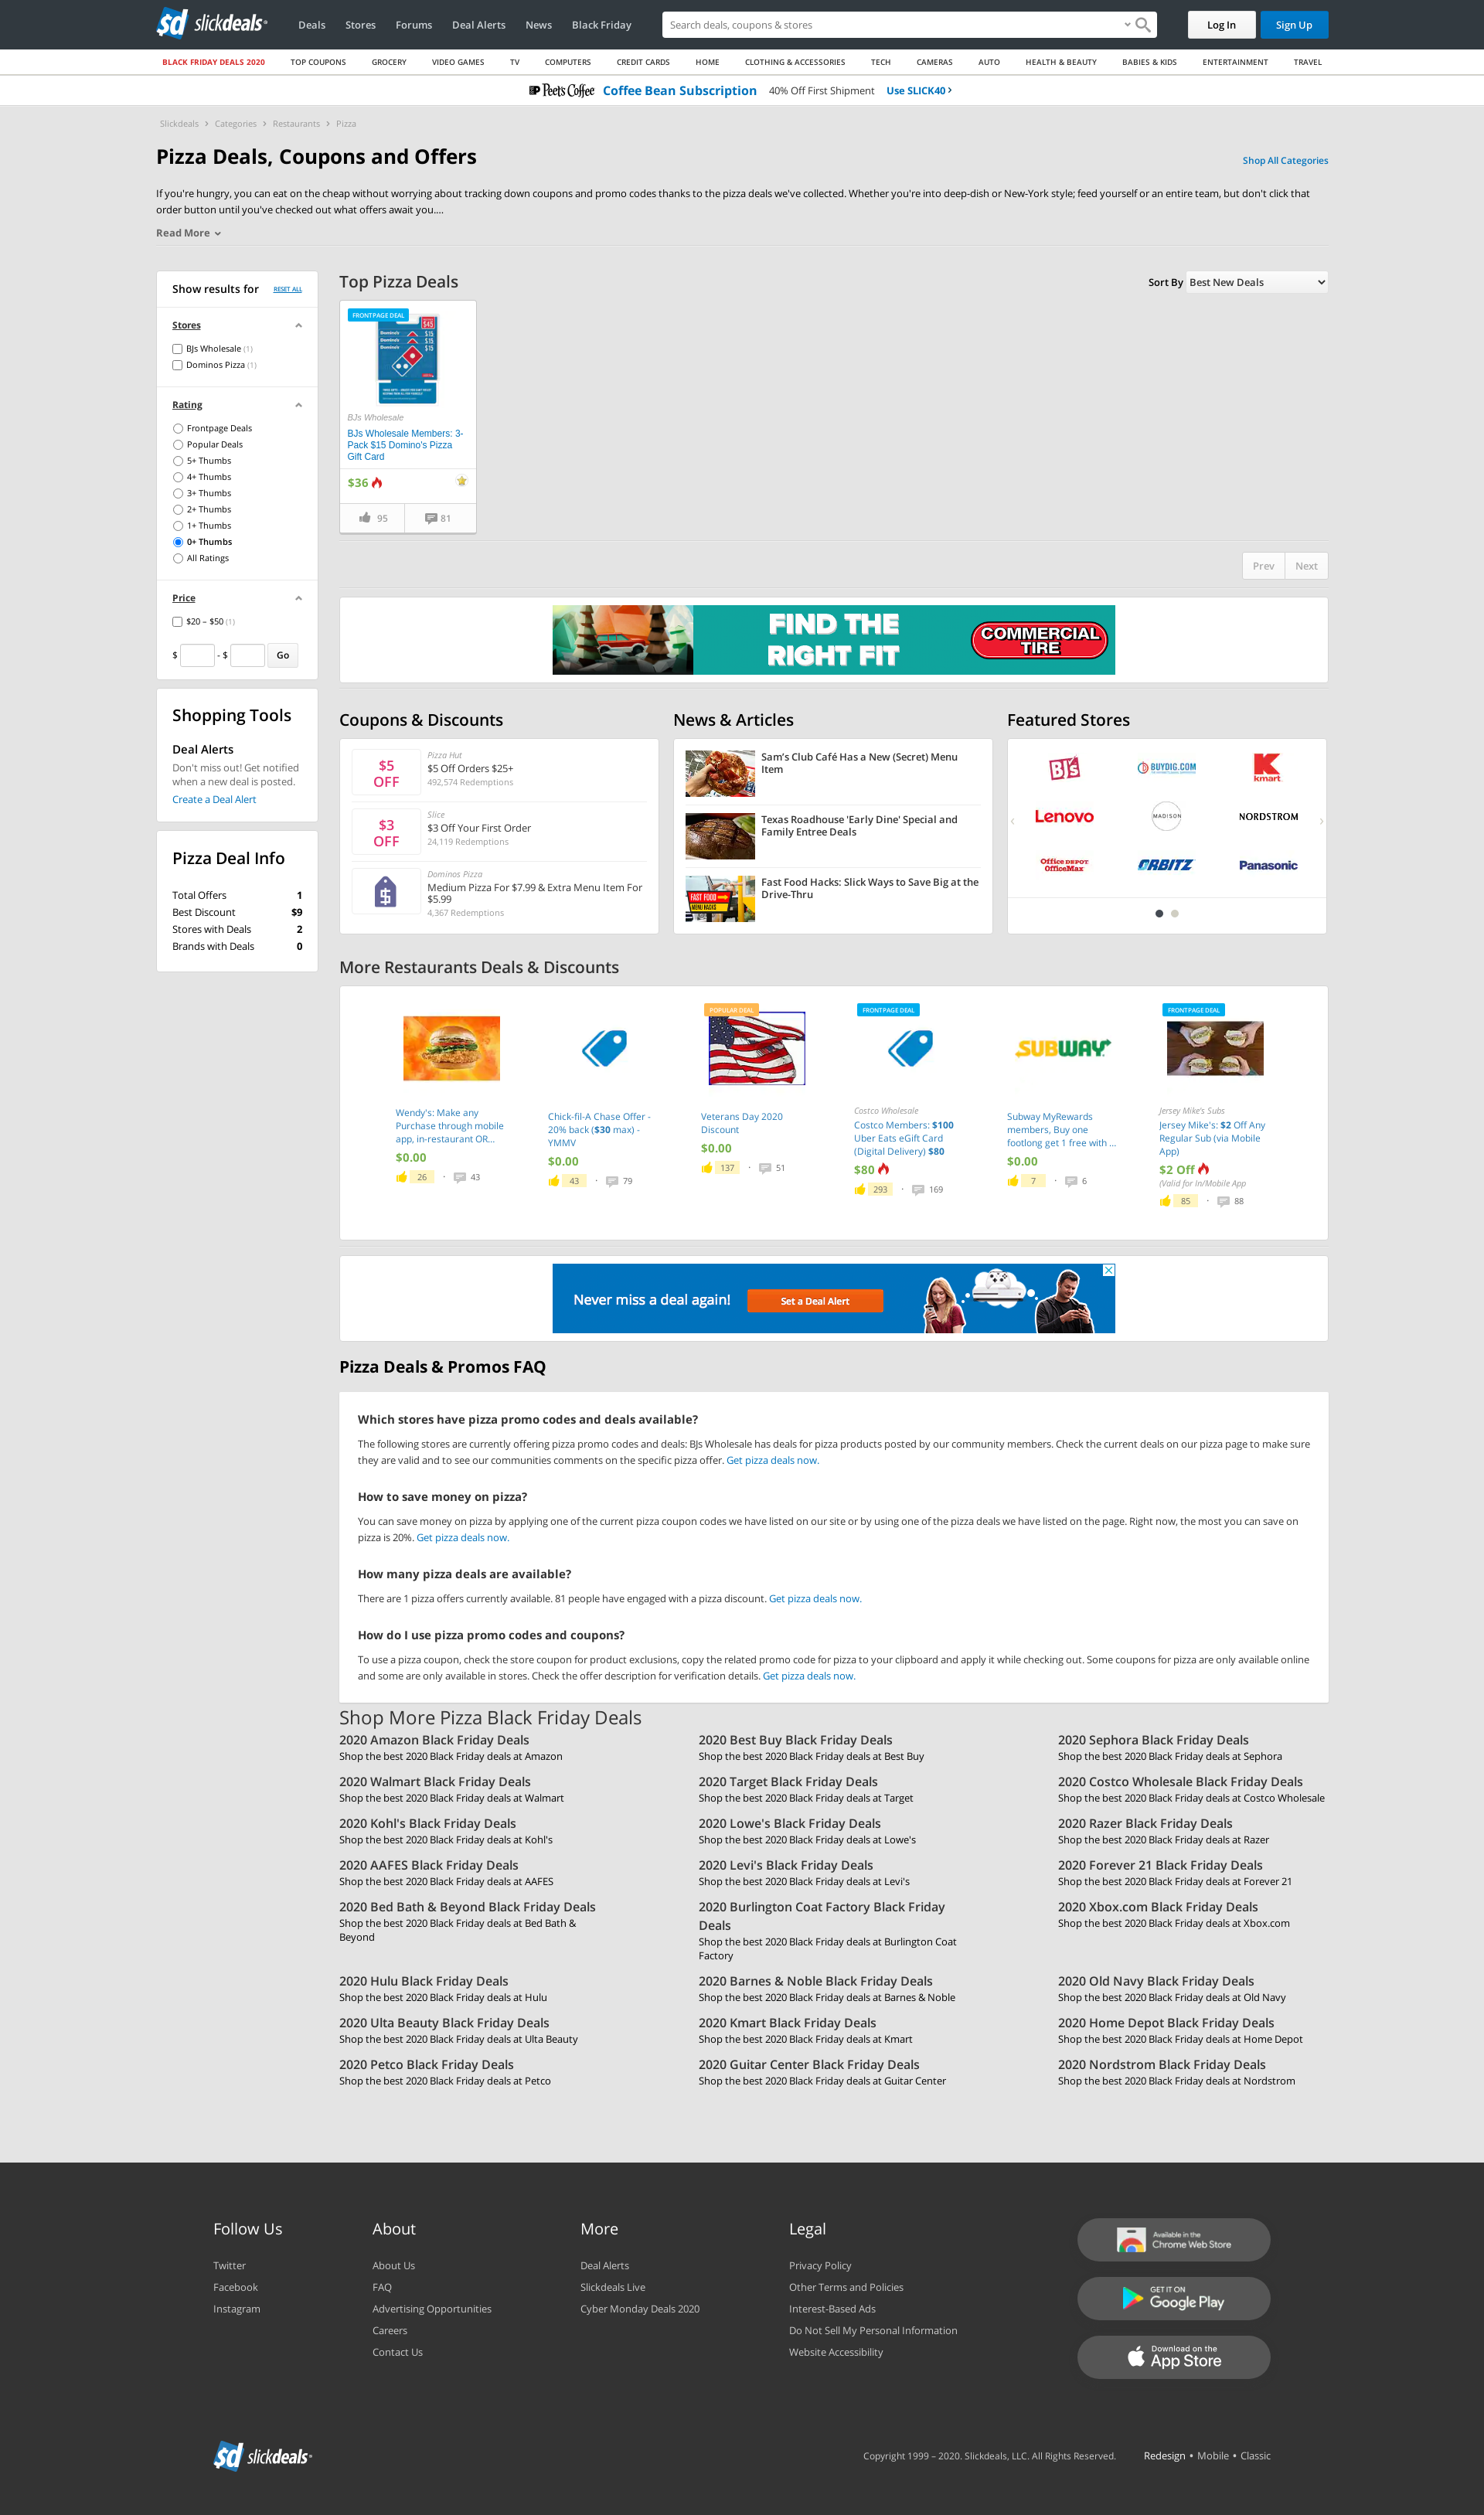 sd slickdeals
Deals Stores Forums Deal Alerts News Black Friday
Search deals, coupons & stores
Log In Sign Up
BLACK FRIDAY DEALS 2020 TOP COUPONS GROCERY VIDEO GAMES TV COMPUTERS CREDIT CARDS HOME CLOTHING & ACCESSORIES TECH CAMERAS AUTO HEALTH & BEAUTY BABIES & KIDS ENTERTAINMENT TRAVEL
Peet's Coffee Coffee Bean Subscription 40% Off First Shipment Use SLICK40
Slickdeals Categories Restaurants Pizza
Pizza Deals, Coupons and Offers
Shop All Categories
If you're hungry, you can eat on the cheap without worrying about tracking down coupons and promo codes thanks to the pizza deals we've collected. Whether you're into deep-dish or New-York style; feed yourself or an entire team, but don't click that
order button until you've checked out what offers await you....
Read More
Show results for RESET ALL
Stores
BJs Wholesale (1)
Dominos Pizza (1)
Rating
Frontpage Deals
Popular Deals
5+ Thumbs
4+ Thumbs
3+ Thumbs
2+ Thumbs
1+ Thumbs
0+ Thumbs
All Ratings
Price
$20 – $50 (1)
$ - $ Go
Shopping Tools
Deal Alerts
Don't miss out! Get notified
when a new deal is posted.
Create a Deal Alert
Pizza Deal Info
Total Offers 1
Best Discount $9
Stores with Deals 2
Brands with Deals 0
Top Pizza Deals
Sort By Best New Deals
FRONTPAGE DEAL
$45
Domino's $15
Domino's $15
Domino's $15
BJs Wholesale
BJs Wholesale Members: 3-
Pack $15 Domino's Pizza
Gift Card
$36
95 81
Prev Next
FIND THE
RIGHT FIT
COMMERCIAL
TIRE
Coupons & Discounts
$5
OFF
Pizza Hut
$5 Off Orders $25+
492,574 Redemptions
$3
OFF
Slice
$3 Off Your First Order
24,119 Redemptions
$
Dominos Pizza
Medium Pizza For $7.99 & Extra Menu Item For
$5.99
4,367 Redemptions
News & Articles
Sam's Club Café Has a New (Secret) Menu
Item
Texas Roadhouse 'Early Dine' Special and
Family Entree Deals
FAST FOOD
MENU HACKS
Fast Food Hacks: Slick Ways to Save Big at the
Drive-Thru
Featured Stores
BJ's BUYDIG.COM kmart
Lenovo MADISON NORDSTROM
Office DEPOT
OfficeMax
ORBITZ Panasonic
More Restaurants Deals & Discounts
Wendy's: Make any
Purchase through mobile
app, in-restaurant OR...
$0.00
26 · 43
Chick-fil-A Chase Offer -
20% back ($30 max) -
YMMV
$0.00
43 · 79
POPULAR DEAL
Veterans Day 2020
Discount
$0.00
137 · 51
FRONTPAGE DEAL
Costco Wholesale
Costco Members: $100
Uber Eats eGift Card
(Digital Delivery) $80
$80
293 · 169
SUBWAY
Subway MyRewards
members, Buy one
footlong get 1 free with ...
$0.00
7 · 6
FRONTPAGE DEAL
Jersey Mike's Subs
Jersey Mike's: $2 Off Any
Regular Sub (via Mobile
App)
$2 Off
(Valid for In/Mobile App
85 · 88
Never miss a deal again! Set a Deal Alert
Pizza Deals & Promos FAQ
Which stores have pizza promo codes and deals available?
The following stores are currently offering pizza promo codes and deals: BJs Wholesale has deals for pizza products posted by our community members. Check the current deals on our pizza page to make sure
they are valid and to see our communities comments on the specific pizza offer. Get pizza deals now.
How to save money on pizza?
You can save money on pizza by applying one of the current pizza coupon codes we have listed on our site or by using one of the pizza deals we have listed on the page. Right now, the most you can save on
pizza is 20%. Get pizza deals now.
How many pizza deals are available?
There are 1 pizza offers currently available. 81 people have engaged with a pizza discount. Get pizza deals now.
How do I use pizza promo codes and coupons?
To use a pizza coupon, check the store coupon for product exclusions, copy the related promo code for pizza to your clipboard and apply it while checking out. Some coupons for pizza are only available online
and some are only available in stores. Check the offer description for verification details. Get pizza deals now.
Shop More Pizza Black Friday Deals
2020 Amazon Black Friday Deals
Shop the best 2020 Black Friday deals at Amazon
2020 Best Buy Black Friday Deals
Shop the best 2020 Black Friday deals at Best Buy
2020 Sephora Black Friday Deals
Shop the best 2020 Black Friday deals at Sephora
2020 Walmart Black Friday Deals
Shop the best 2020 Black Friday deals at Walmart
2020 Target Black Friday Deals
Shop the best 2020 Black Friday deals at Target
2020 Costco Wholesale Black Friday Deals
Shop the best 2020 Black Friday deals at Costco Wholesale
2020 Kohl's Black Friday Deals
Shop the best 2020 Black Friday deals at Kohl's
2020 Lowe's Black Friday Deals
Shop the best 2020 Black Friday deals at Lowe's
2020 Razer Black Friday Deals
Shop the best 2020 Black Friday deals at Razer
2020 AAFES Black Friday Deals
Shop the best 2020 Black Friday deals at AAFES
2020 Levi's Black Friday Deals
Shop the best 2020 Black Friday deals at Levi's
2020 Forever 21 Black Friday Deals
Shop the best 2020 Black Friday deals at Forever 21
2020 Bed Bath & Beyond Black Friday Deals
Shop the best 2020 Black Friday deals at Bed Bath &
Beyond
2020 Burlington Coat Factory Black Friday
Deals
Shop the best 2020 Black Friday deals at Burlington Coat
Factory
2020 Xbox.com Black Friday Deals
Shop the best 2020 Black Friday deals at Xbox.com
2020 Hulu Black Friday Deals
Shop the best 2020 Black Friday deals at Hulu
2020 Barnes & Noble Black Friday Deals
Shop the best 2020 Black Friday deals at Barnes & Noble
2020 Old Navy Black Friday Deals
Shop the best 2020 Black Friday deals at Old Navy
2020 Ulta Beauty Black Friday Deals
Shop the best 2020 Black Friday deals at Ulta Beauty
2020 Kmart Black Friday Deals
Shop the best 2020 Black Friday deals at Kmart
2020 Home Depot Black Friday Deals
Shop the best 2020 Black Friday deals at Home Depot
2020 Petco Black Friday Deals
Shop the best 2020 Black Friday deals at Petco
2020 Guitar Center Black Friday Deals
Shop the best 2020 Black Friday deals at Guitar Center
2020 Nordstrom Black Friday Deals
Shop the best 2020 Black Friday deals at Nordstrom
Follow Us
Twitter
Facebook
Instagram
About
About Us
FAQ
Advertising Opportunities
Careers
Contact Us
More
Deal Alerts
Slickdeals Live
Cyber Monday Deals 2020
Legal
Privacy Policy
Other Terms and Policies
Interest-Based Ads
Do Not Sell My Personal Information
Website Accessibility
Available in the
Chrome Web Store
GET IT ON
Google Play
Download on the
App Store
sd slickdeals
Copyright 1999 – 2020. Slickdeals, LLC. All Rights Reserved. Redesign • Mobile • Classic